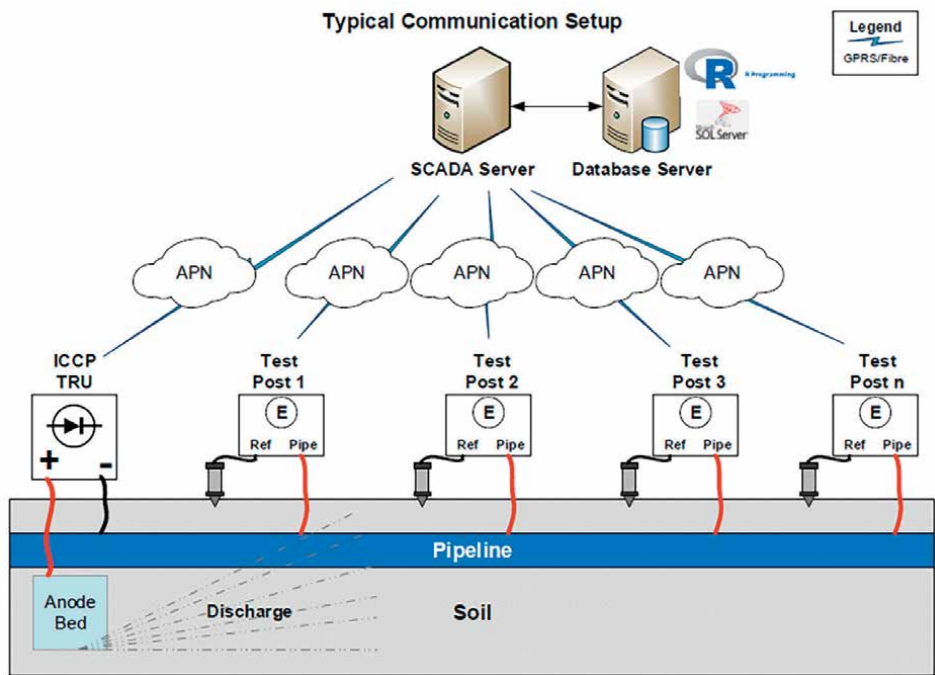 Typical Communication Setup
Legend
GPRS/Fibre
R
R Programming
SQL Server
SCADA Server
Database Server
APN
APN
APN
APN
APN
ICCP
TRU
Test
Post 1
Test
Post 2
Test
Post 3
Test
Post n
+
-
E
Ref Pipe
E
Ref Pipe
E
Ref Pipe
E
Ref Pipe
Pipeline
Anode
Bed
Discharge
Soil